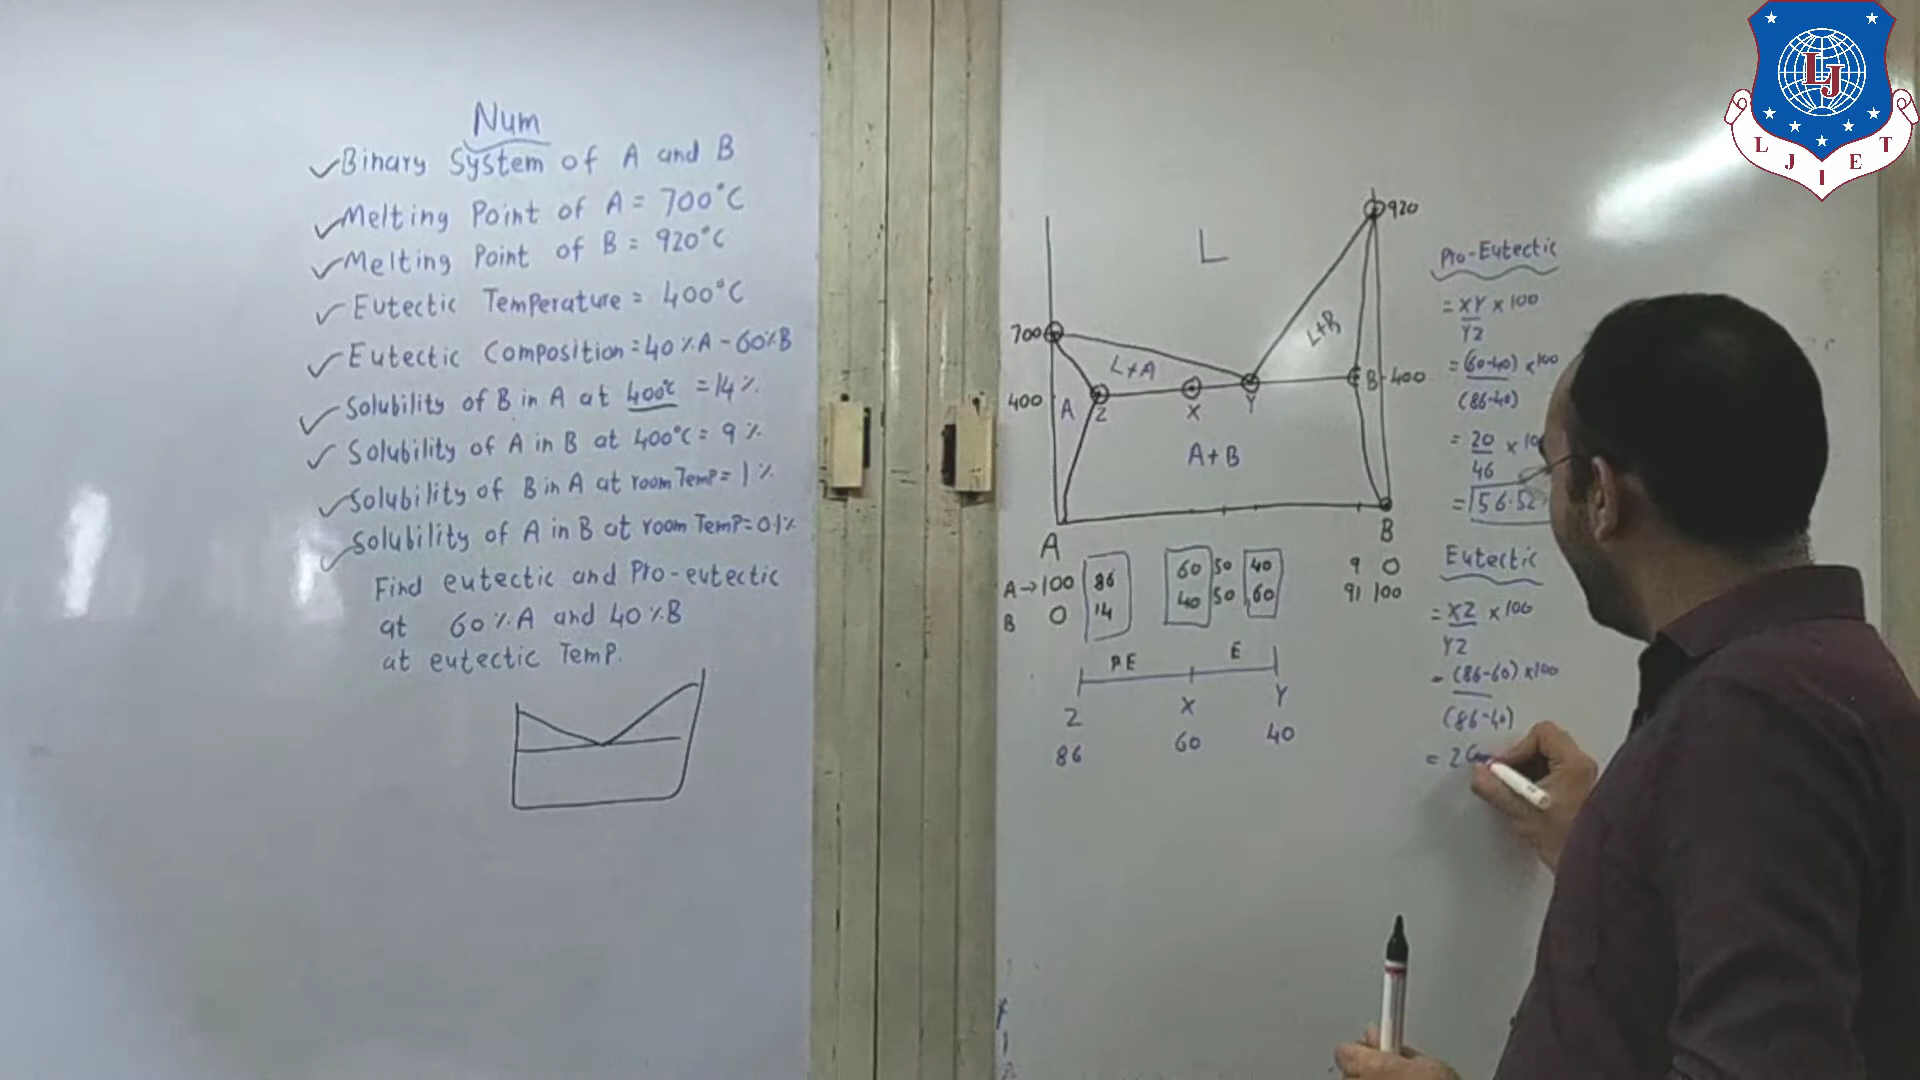 Num
Binary System of A and B
Melting Point of A = 700°C
Melting Point of B = 920°C
Eutectic Temperature = 400°C
Eutectic Composition = 40%A - 60%B
Solubility of B in A at 400°C = 14%
Solubility of A in B at 400°C = 9%
Solubility of B in A at room Temp = 1%
Solubility of A in B at room Temp = 0.1%
Find eutectic and Pro-eutectic
at 60%A and 40%B
at eutectic Temp.
L
920
700
L+A
L+B
400
A
Z
X
Y
B
400
A+B
A
B
A→100 86 60 50 40 9 0
B 0 14 40 50 60 91 100
PE E
Z X Y
86 60 40
Pro-Eutectic
= XY × 100
YZ
= (60-40) × 100
(86-40)
= 20 × 10
46
= 56.52
Eutectic
= XZ × 100
YZ
= (86-60) × 100
(86-40)
= 2
LJ
L J I E T